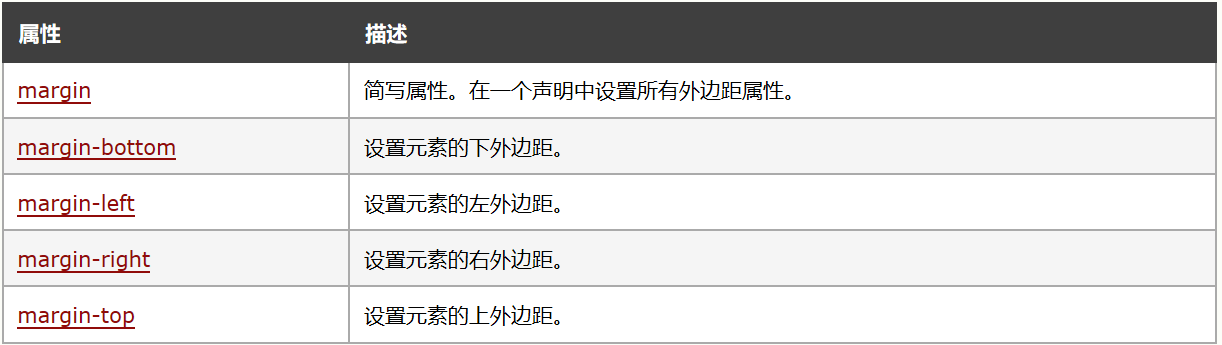 属性 描述
margin 简写属性。在一个声明中设置所有外边距属性。
margin-bottom 设置元素的下外边距。
margin-left 设置元素的左外边距。
margin-right 设置元素的右外边距。
margin-top 设置元素的上外边距。